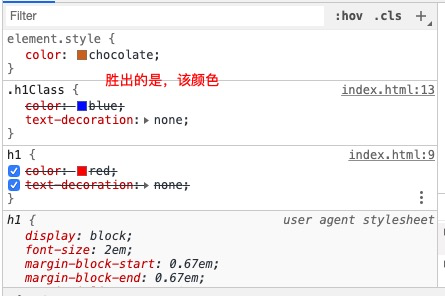 Filter
:hov .cls +
element.style {
color: chocolate;
}
胜出的是，该颜色
.h1Class { index.html:13
color: blue;
text-decoration: none;
}
h1 { index.html:9
color: red;
text-decoration: none;
}
h1 { user agent stylesheet
display: block;
font-size: 2em;
margin-block-start: 0.67em;
margin-block-end: 0.67em;